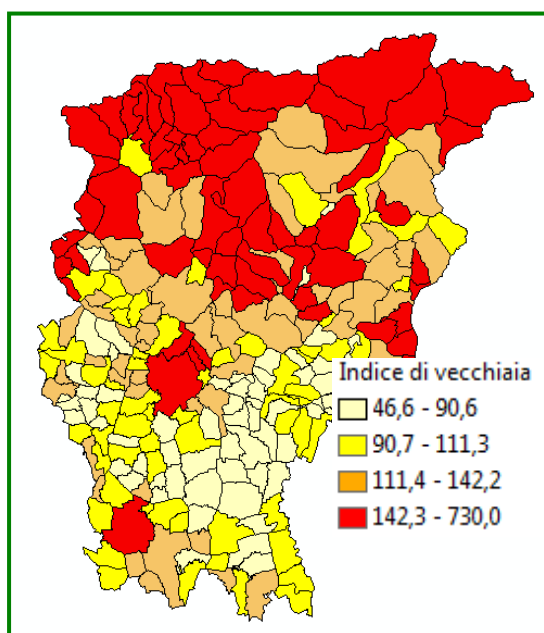 Indice di vecchiaia
46,6 - 90,6
90,7 - 111,3
111,4 - 142,2
142,3 - 730,0